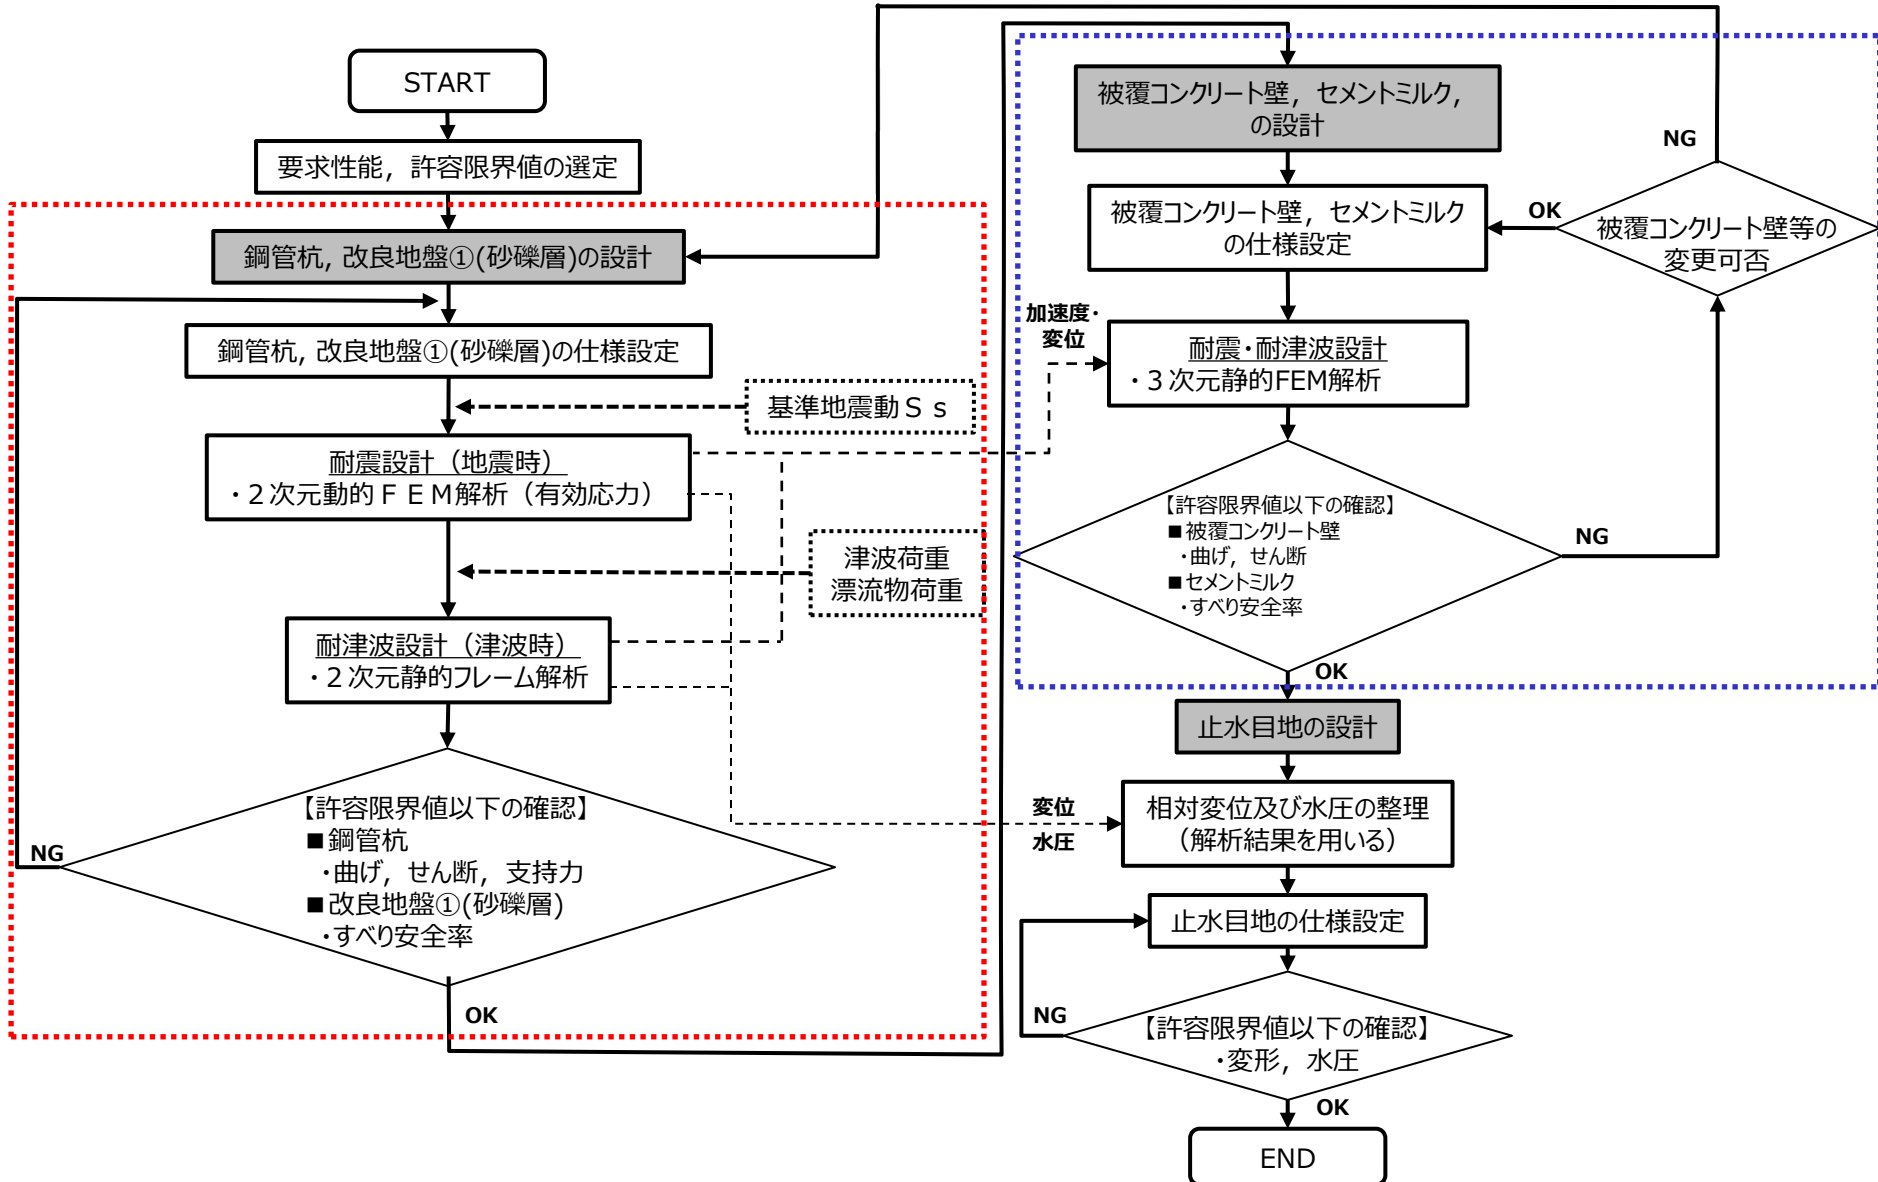 START
要求性能，許容限界値の選定
鋼管杭, 改良地盤①(砂礫層)の設計
鋼管杭, 改良地盤①(砂礫層)の仕様設定
基準地震動Ｓｓ
耐震設計（地震時）
・２次元動的ＦＥＭ解析（有効応力）
津波荷重
漂流物荷重
耐津波設計（津波時）
・２次元静的フレーム解析
【許容限界値以下の確認】
■鋼管杭
・曲げ，せん断，支持力
■改良地盤①(砂礫層)
・すべり安全率
NG
OK
被覆コンクリート壁，セメントミルク，
の設計
被覆コンクリート壁，セメントミルク
の仕様設定
NG
OK
被覆コンクリート壁等の
変更可否
加速度・
変位
耐震・耐津波設計
・３次元静的FEM解析
【許容限界値以下の確認】
■被覆コンクリート壁
・曲げ，せん断
■セメントミルク
・すべり安全率
NG
OK
止水目地の設計
変位
水圧
相対変位及び水圧の整理
（解析結果を用いる）
止水目地の仕様設定
NG
【許容限界値以下の確認】
・変形，水圧
OK
END